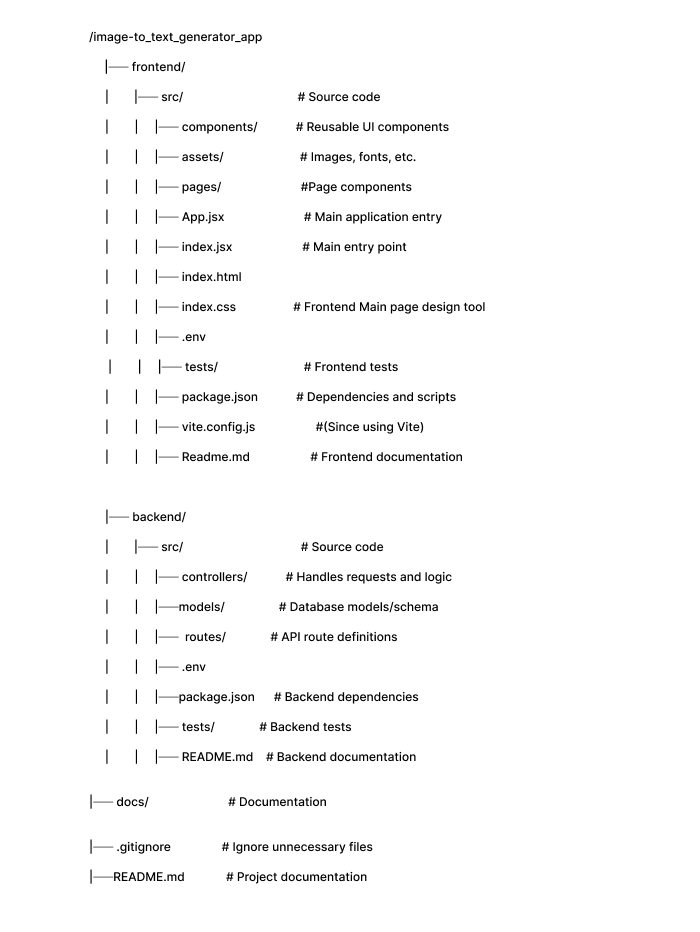 /image-to_text_generator_app
├── frontend/
│ ├── src/ # Source code
│ │ ├── components/ # Reusable UI components
│ │ ├── assets/ # Images, fonts, etc.
│ │ ├── pages/ #Page components
│ │ ├── App.jsx # Main application entry
│ │ ├── index.jsx # Main entry point
│ │ ├── index.html
│ │ ├── index.css # Frontend Main page design tool
│ │ ├── .env
│ │ ├── tests/ # Frontend tests
│ │ ├── package.json # Dependencies and scripts
│ │ ├── vite.config.js #(Since using Vite)
│ │ ├── Readme.md # Frontend documentation
├── backend/
│ ├── src/ # Source code
│ │ ├── controllers/ # Handles requests and logic
│ │ ├──models/ # Database models/schema
│ │ ├── routes/ # API route definitions
│ │ ├── .env
│ │ ├──package.json # Backend dependencies
│ │ ├── tests/ # Backend tests
│ │ ├── README.md # Backend documentation
├── docs/ # Documentation
├── .gitignore # Ignore unnecessary files
├──README.md # Project documentation